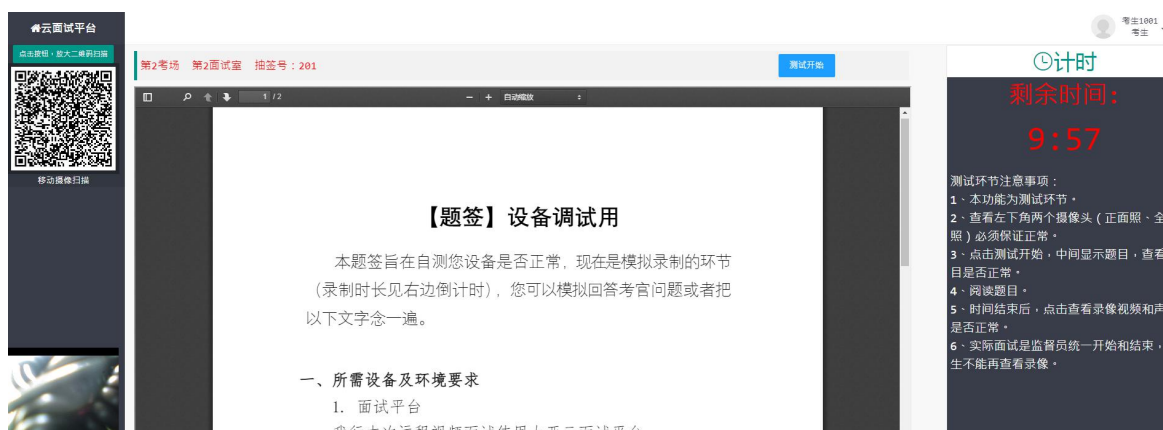 云面试平台
点击按钮,放大二维码扫描
移动摄像扫描
考生1001
考生
第2考场 第2面试室 抽签号:201
测试开始
1 /2
自动缩放
【题签】设备调试用
本题签旨在自测您设备是否正常,现在是模拟录制的环节
(录制时长见右边倒计时),您可以模拟回答考官问题或者把
以下文字念一遍。
一、所需设备及环境要求
1. 面试平台
计时
剩余时间:
9:57
测试环节注意事项:
1、本功能为测试环节。
2、查看左下角两个摄像头(正面照、全
照)必须保证正常。
3、点击测试开始,中间显示题目,查看
目是否正常。
4、阅读题目。
5、时间结束后,点击查看录像视频和声
是否正常。
6、实际面试是监督员统一开始和结束,
生不能再查看录像。